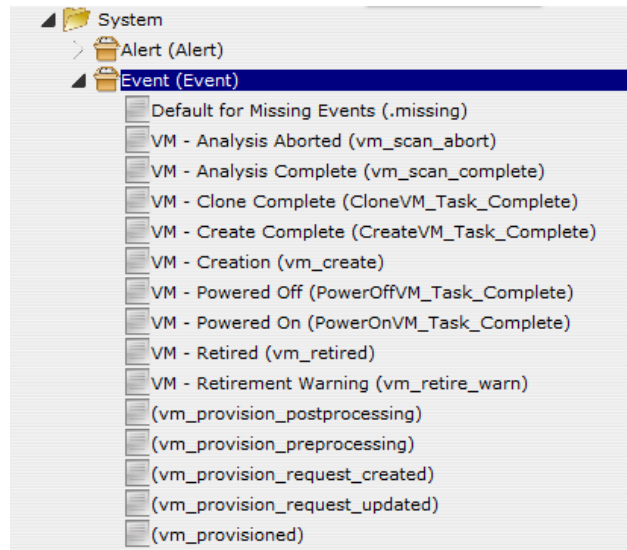 System
Alert (Alert)
Event (Event)
Default for Missing Events (.missing)
VM - Analysis Aborted (vm_scan_abort)
VM - Analysis Complete (vm_scan_complete)
VM - Clone Complete (CloneVM_Task_Complete)
VM - Create Complete (CreateVM_Task_Complete)
VM - Creation (vm_create)
VM - Powered Off (PowerOffVM_Task_Complete)
VM - Powered On (PowerOnVM_Task_Complete)
VM - Retired (vm_retired)
VM - Retirement Warning (vm_retire_warn)
(vm_provision_postprocessing)
(vm_provision_preprocessing)
(vm_provision_request_created)
(vm_provision_request_updated)
(vm_provisioned)